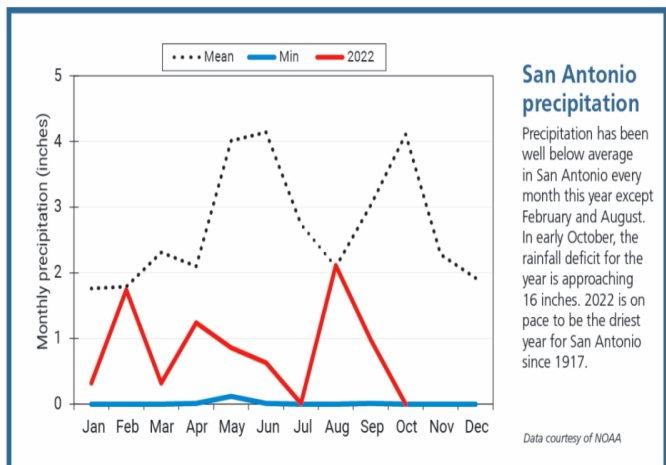 Mean Min 2022
Monthly precipitation (inches)
5
4
3
2
1
0
Jan Feb Mar Apr May Jun Jul Aug Sep Oct Nov Dec
San Antonio
precipitation
Precipitation has been
well below average
in San Antonio every
month this year except
February and August.
In early October, the
rainfall deficit for the
year is approaching
16 inches. 2022 is on
pace to be the driest
year for San Antonio
since 1917.
Data courtesy of NOAA